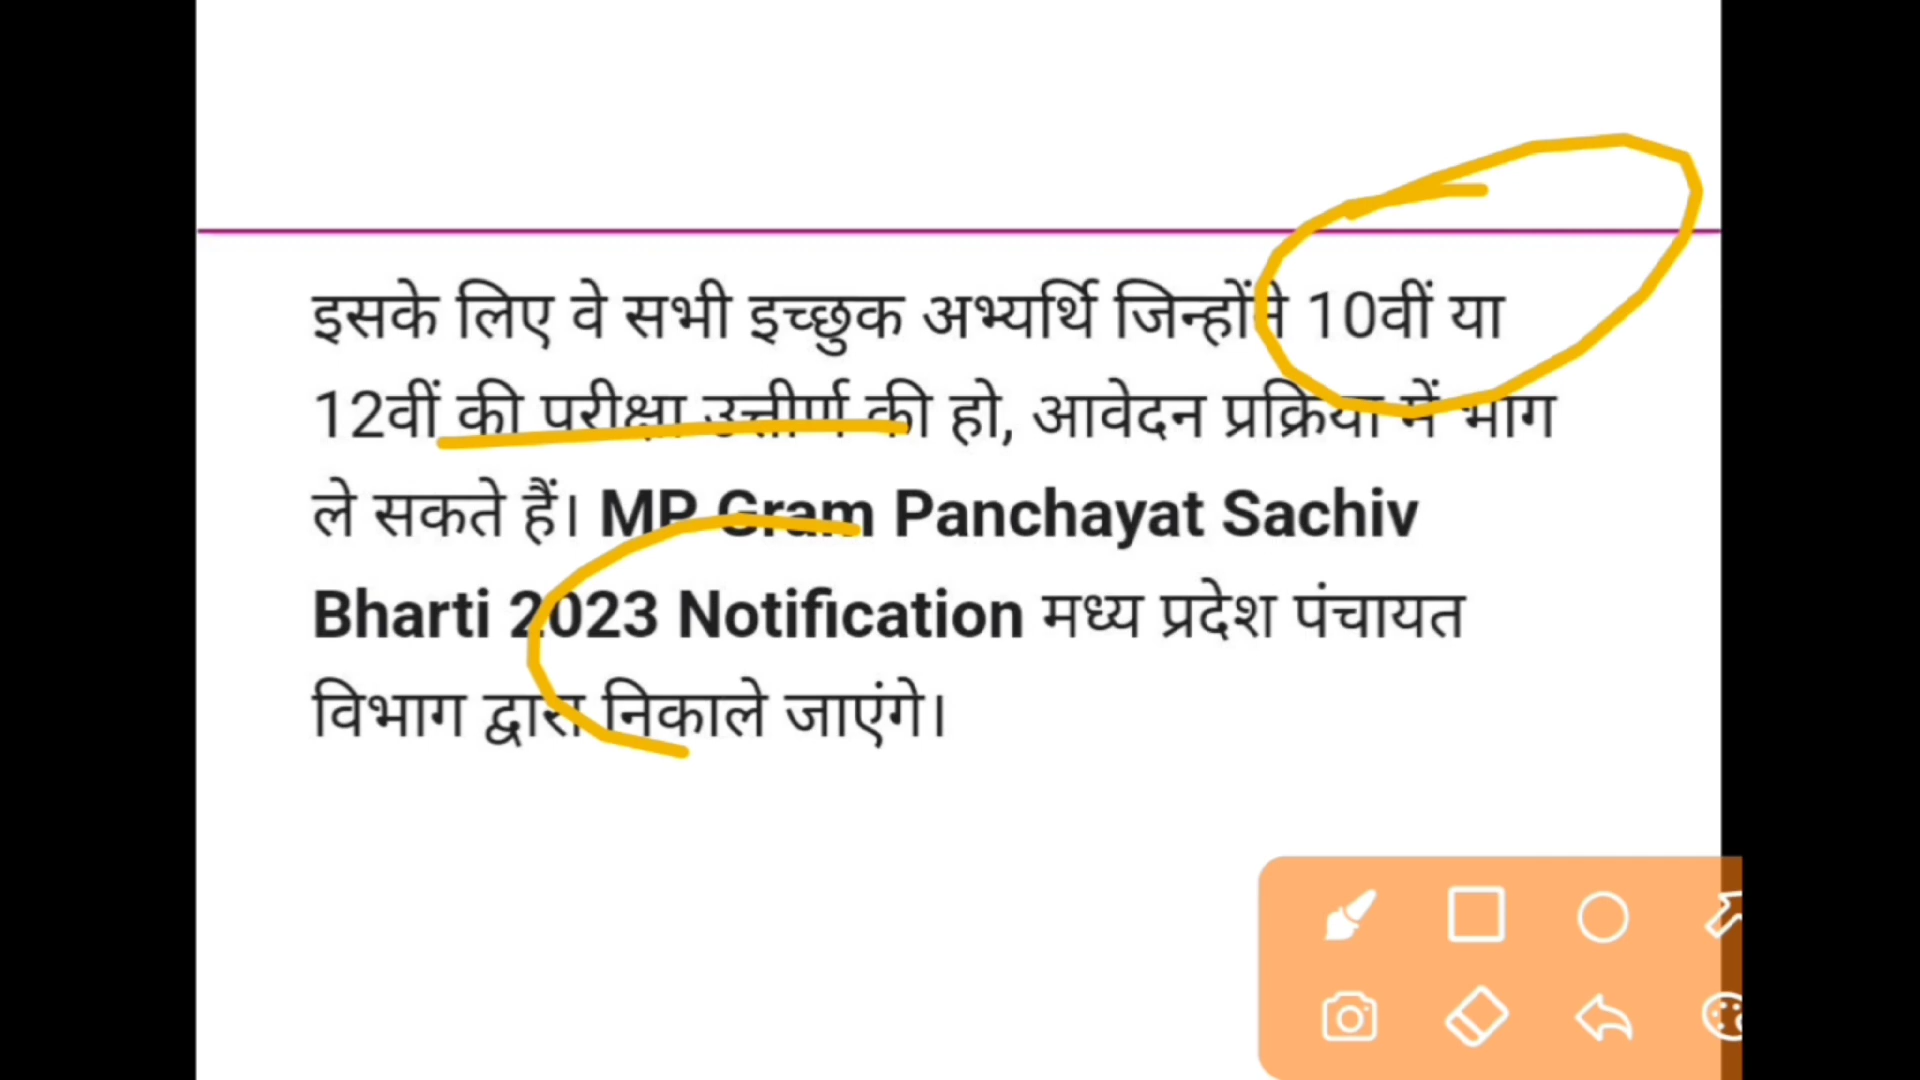 इसके लिए वे सभी इच्छुक अभ्यर्थि जिन्होंने 10वीं या
12वीं की परीक्षा उत्तीर्ण की हो, आवेदन प्रक्रिया में भाग
ले सकते हैं। MP Gram Panchayat Sachiv
Bharti 2023 Notification मध्य प्रदेश पंचायत
विभाग द्वारा निकाले जाएंगे।